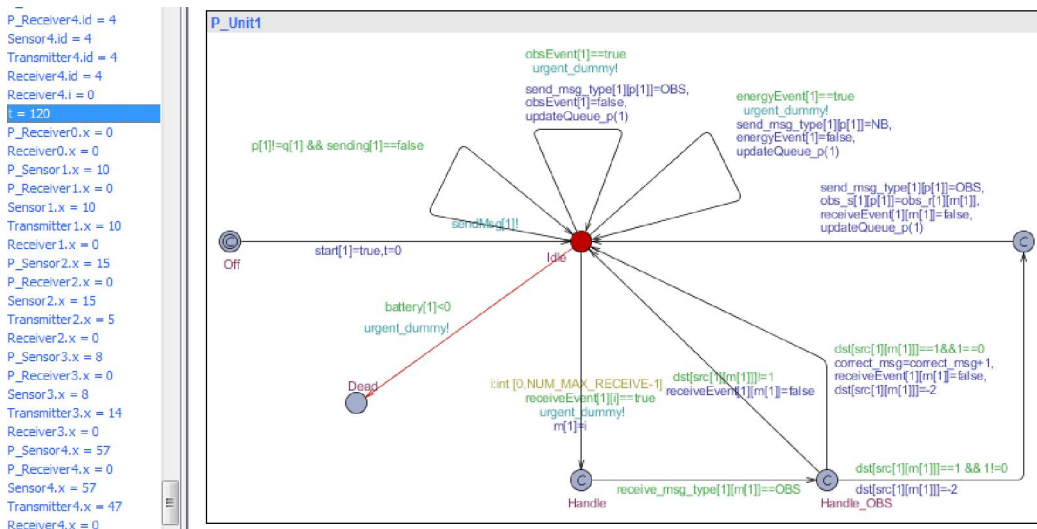 P_Receiver4.id = 4
Sensor4.id = 4
Transmitter4.id = 4
Receiver4.id = 4
Receiver4.i = 0
t = 120
P_Receiver0.x = 0
Receiver0.x = 0
P_Sensor1.x = 10
P_Receiver1.x = 0
Sensor1.x = 10
Transmitter1.x = 10
Receiver1.x = 0
P_Sensor2.x = 15
P_Receiver2.x = 0
Sensor2.x = 15
Transmitter2.x = 5
Receiver2.x = 0
P_Sensor3.x = 8
P_Receiver3.x = 0
Sensor3.x = 8
Transmitter3.x = 14
Receiver3.x = 0
P_Sensor4.x = 57
P_Receiver4.x = 0
Sensor4.x = 57
Transmitter4.x = 47
Receiver4.x = 0
P_Unit1
obsEvent[1]==true
urgent_dummy!
send_msg_type[1][p[1]]=OBS,
obsEvent[1]=false,
updateQueue_p(1)
energyEvent[1]==true
urgent_dummy!
send_msg_type[1][p[1]]=NB,
energyEvent[1]=false,
updateQueue_p(1)
p[1]!=q[1] && sending[1]==false
sendMsg[1]!
send_msg_type[1][p[1]]=OBS,
obs_s[1][p[1]]=obs_r[1][m[1]],
receiveEvent[1][m[1]]=false,
updateQueue_p(1)
C
Off
start[1]=true,t=0
Idle
C
battery[1]<0
urgent_dummy!
Dead
i:int [0,NUM_MAX_RECEIVE-1]
receiveEvent[1][i]==true
urgent_dummy!
m[1]=i
dst[src[1][m[1]]]!=1
receiveEvent[1][m[1]]=false
dst[src[1][m[1]]]==1&&1==0
correct_msg=correct_msg+1,
receiveEvent[1][m[1]]=false,
dst[src[1][m[1]]]=-2
C
Handle
receive_msg_type[1][m[1]]==OBS
C
Handle_OBS
dst[src[1][m[1]]]==1 && 1!=0
dst[src[1][m[1]]]=-2